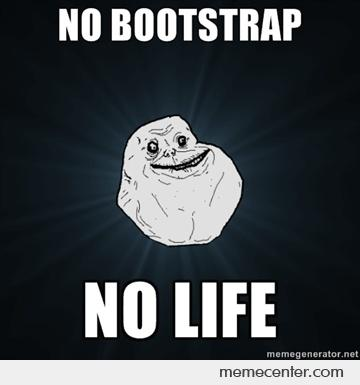 NO BOOTSTRAP
NO LIFE
memegenerator.net
memecenter.com